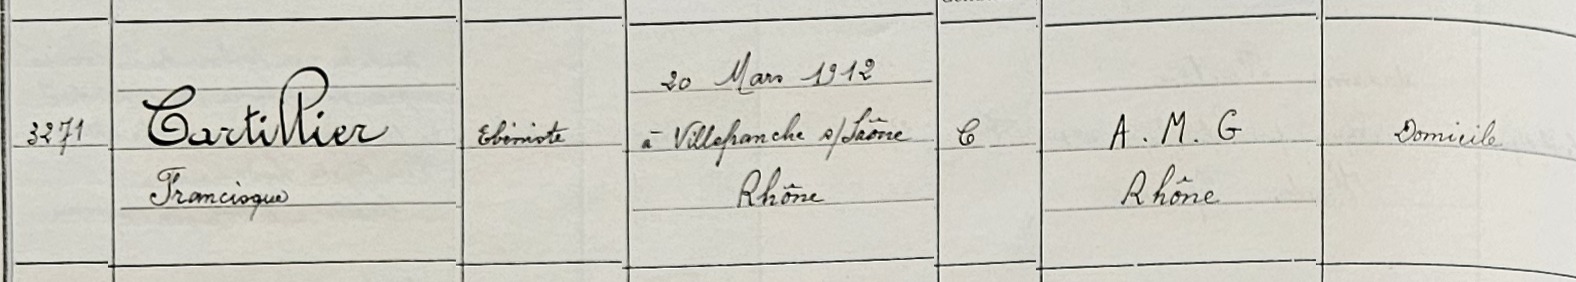 20 Mars 1912
3271 Cartillier Ebéniste à Villefranche s/Saône C A. M. G Domicile
Francisque Rhône Rhône